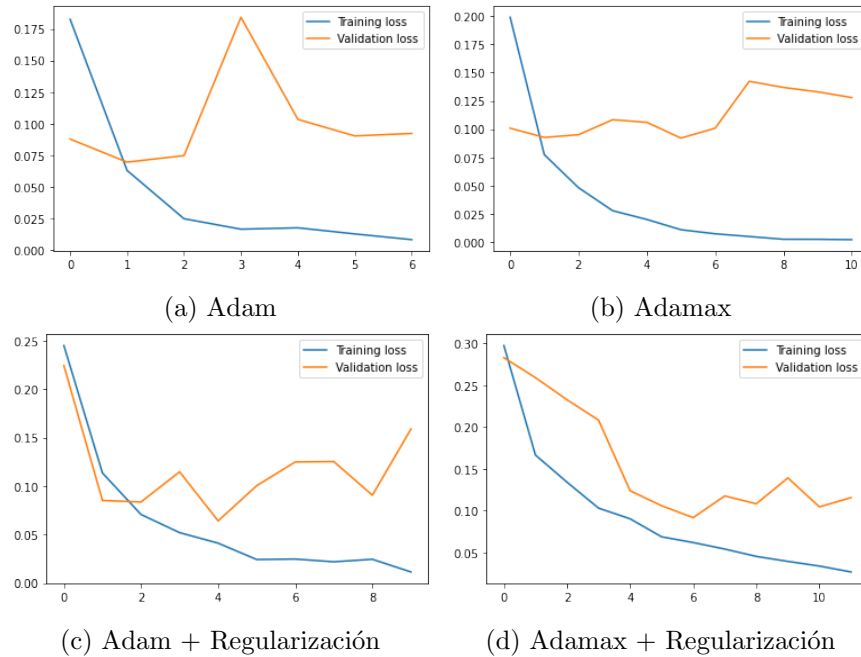 Training loss
Validation loss
0.175
0.150
0.125
0.100
0.075
0.050
0.025
0.000
0 1 2 3 4 5 6
(a) Adam
Training loss
Validation loss
0.200
0.175
0.150
0.125
0.100
0.075
0.050
0.025
0.000
0 2 4 6 8 10
(b) Adamax
Training loss
Validation loss
0.25
0.20
0.15
0.10
0.05
0.00
0 2 4 6 8
(c) Adam + Regularización
Training loss
Validation loss
0.30
0.25
0.20
0.15
0.10
0.05
0 2 4 6 8 10
(d) Adamax + Regularización